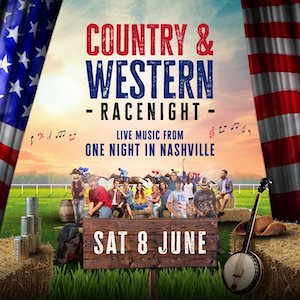 COUNTRY &
WESTERN
- RACENIGHT -
LIVE MUSIC FROM
ONE NIGHT IN NASHVILLE
SAT 8 JUNE